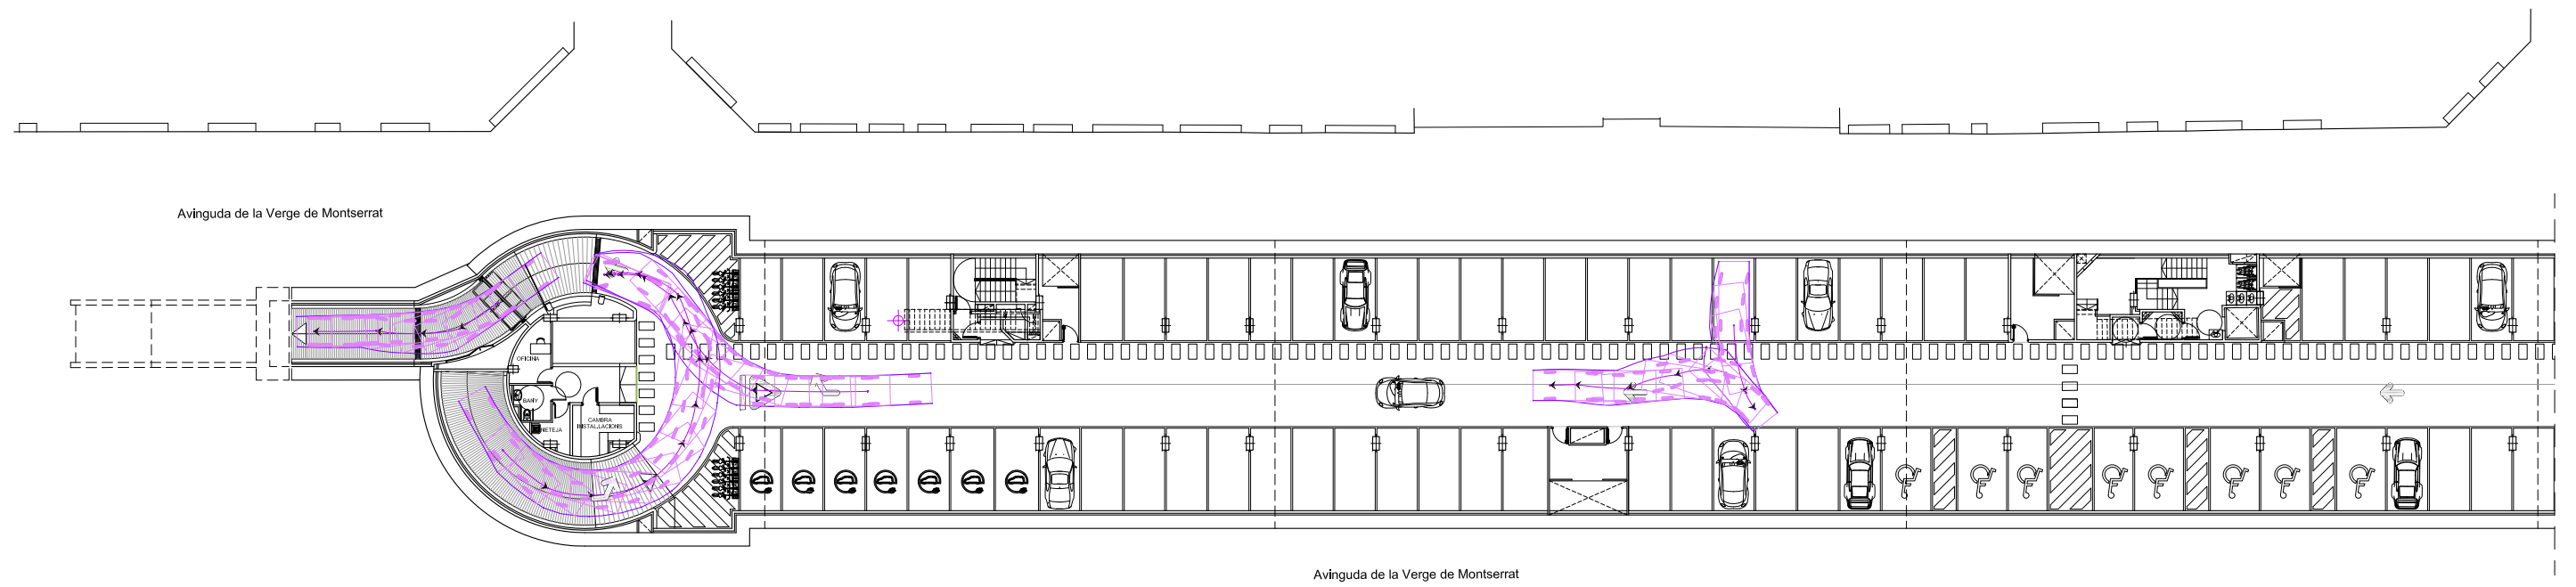 Avinguda de la Verge de Montserrat
OFICINA
BANY
NETEJA
CAMBRA
INSTAL.LACIONS
Avinguda de la Verge de Montserrat